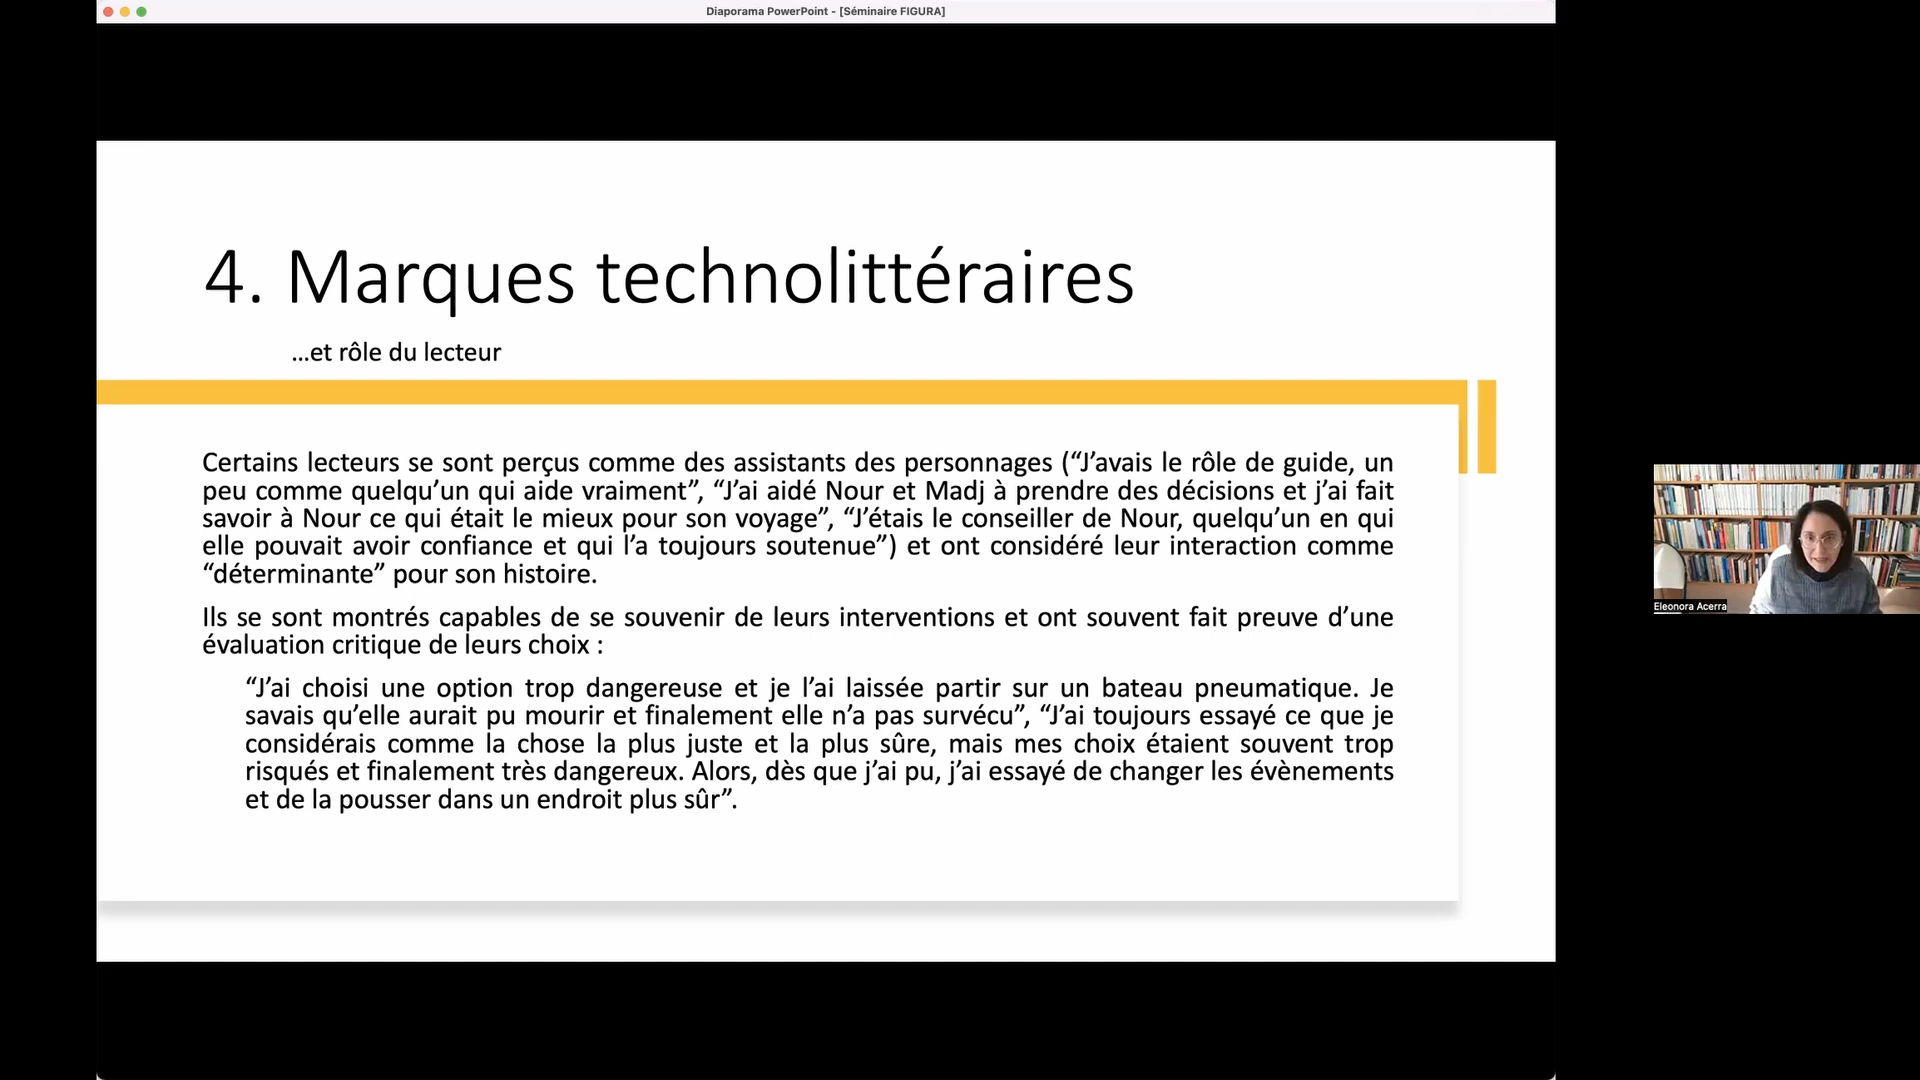 Diaporama PowerPoint - [Séminaire FIGURA]
4. Marques technolittéraires
...et rôle du lecteur
Certains lecteurs se sont perçus comme des assistants des personnages (“J’avais le rôle de guide, un
peu comme quelqu’un qui aide vraiment”, “J’ai aidé Nour et Madj à prendre des décisions et j’ai fait
savoir à Nour ce qui était le mieux pour son voyage”, “J’étais le conseiller de Nour, quelqu’un en qui
elle pouvait avoir confiance et qui l’a toujours soutenue”) et ont considéré leur interaction comme
“déterminante” pour son histoire.
Ils se sont montrés capables de se souvenir de leurs interventions et ont souvent fait preuve d’une
évaluation critique de leurs choix :
“J’ai choisi une option trop dangereuse et je l’ai laissée partir sur un bateau pneumatique. Je
savais qu’elle aurait pu mourir et finalement elle n’a pas survécu”, “J’ai toujours essayé ce que je
considérais comme la chose la plus juste et la plus sûre, mais mes choix étaient souvent trop
risqués et finalement très dangereux. Alors, dès que j’ai pu, j’ai essayé de changer les évènements
et de la pousser dans un endroit plus sûr”.
Eleonora Acerra